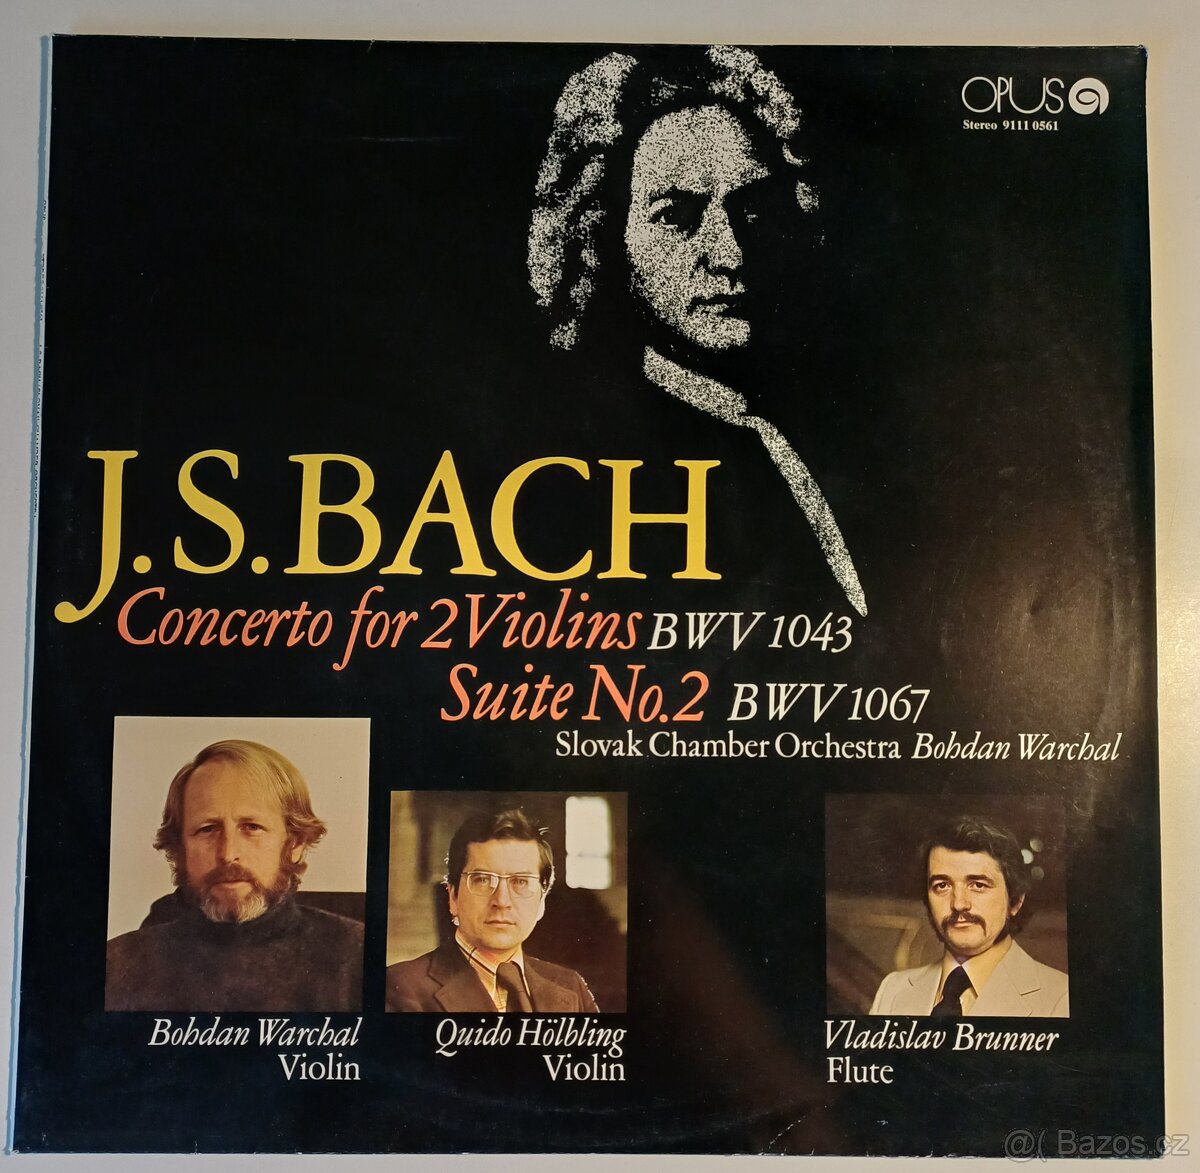 OPUS
Stereo 9111 0561
J.S.BACH
Concerto for 2 Violins BWV 1043
Suite No.2 BWV 1067
Slovak Chamber Orchestra Bohdan Warchal
Bohdan Warchal
Violin
Quido Hölbling
Violin
Vladislav Brunner
Flute
@( Bazos.cz